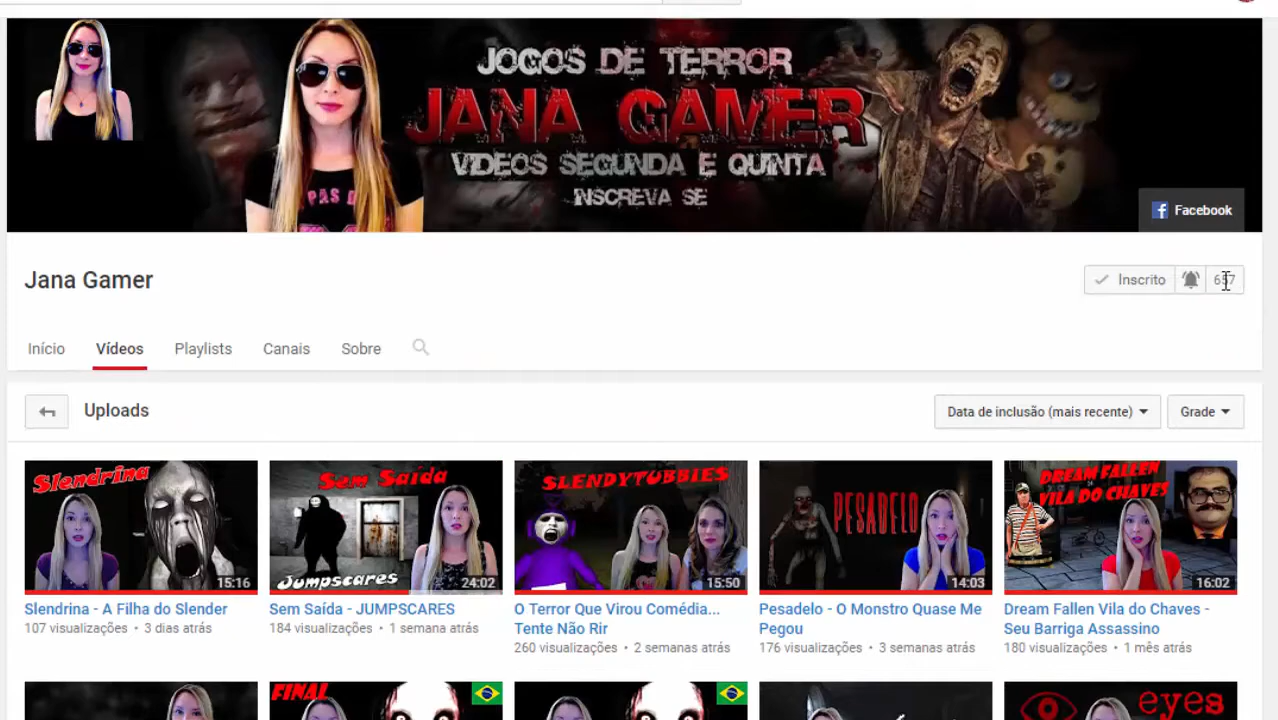 JOGOS DE TERROR
JANA GAMER
VIDEOS SEGUNDA E QUINTA
INSCREVA SE
Facebook
Jana Gamer
Inscrito
Início Vídeos Playlists Canais Sobre
Uploads
Data de inclusão (mais recente) Grade
Slendrina
Sem Saída
Jumpscares
SLENDYTUBBIES
PESADELO
DREAM FALLEN
VILA DO CHAVES
15:16 24:02 15:50 14:03 16:02
Slendrina - A Filha do Slender
107 visualizações • 3 dias atrás
Sem Saída - JUMPSCARES
184 visualizações • 1 semana atrás
O Terror Que Virou Comédia...
Tente Não Rir
260 visualizações • 2 semanas atrás
Pesadelo - O Monstro Quase Me
Pegou
176 visualizações • 3 semanas atrás
Dream Fallen Vila do Chaves -
Seu Barriga Assassino
180 visualizações • 1 mês atrás
FINAL
eyes